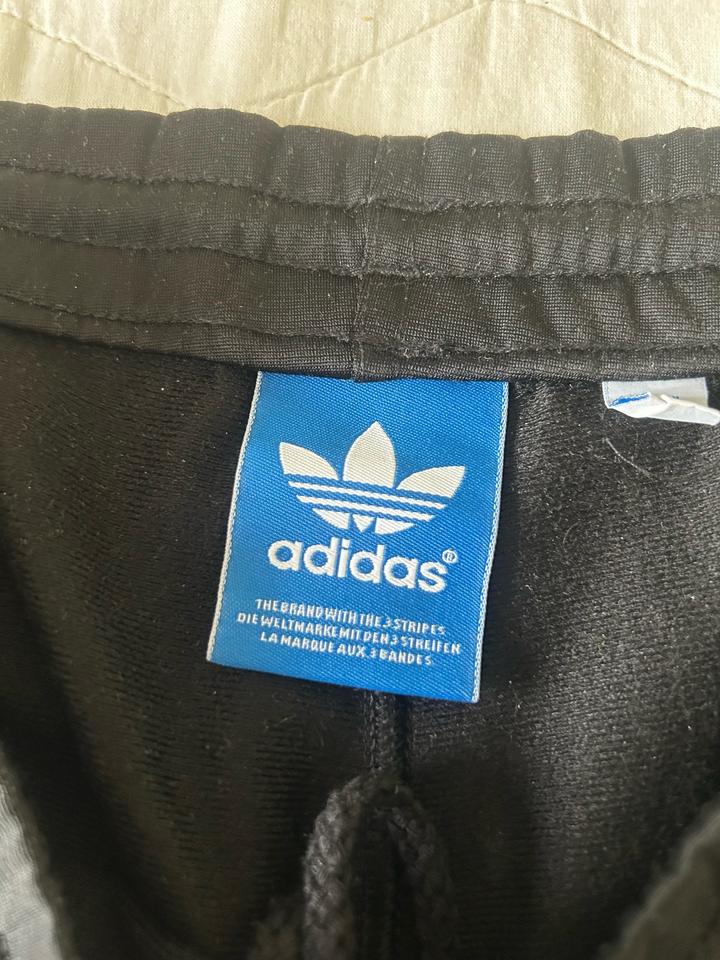 adidas®
THE BRAND WITH THE 3 STRIPES
DIE WELTMARKE MIT DEN 3 STREIFEN
LA MARQUE AUX 3 BANDES